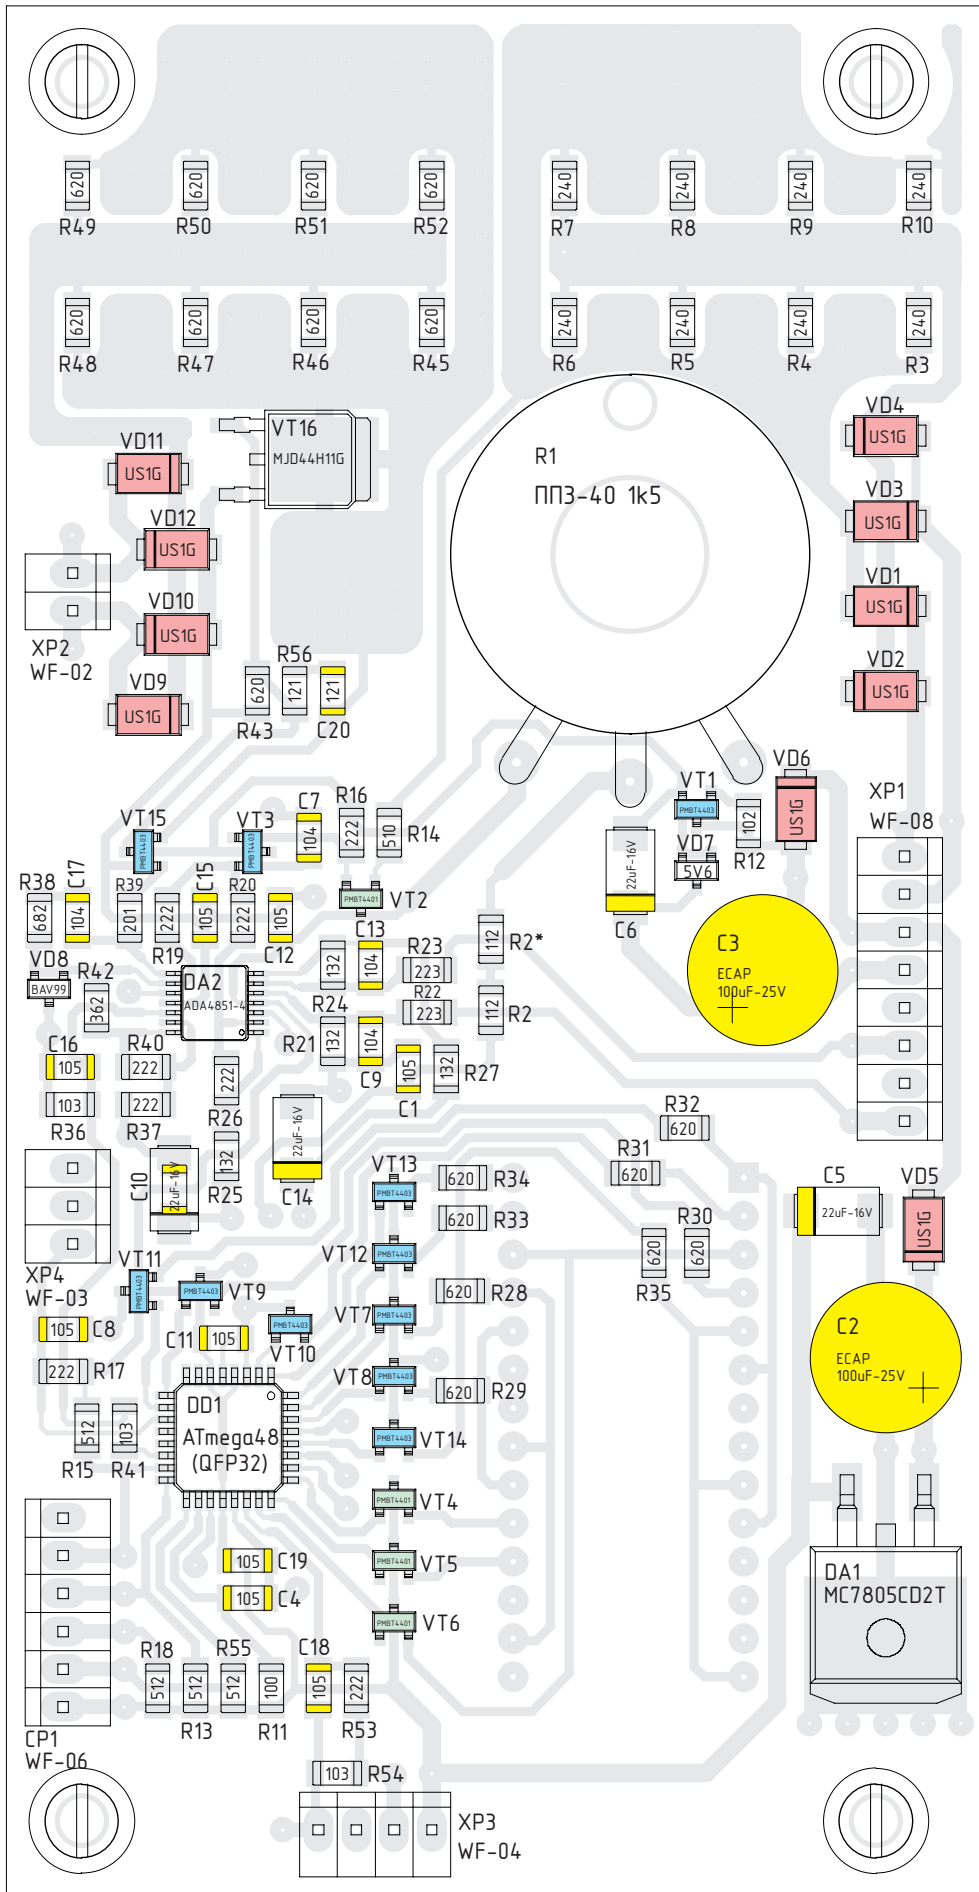 620 620 620 620 240 240 240 240
R49 R50 R51 R52 R7 R8 R9 R10
620 620 620 620 240 240 240 240
R48 R47 R46 R45 R6 R5 R4 R3
VT16
MJD44H11G
VD11
US1G
VD12
US1G
VD10
US1G
VD9
US1G
XP2
WF-02
R1
ПП3-40 1k5
VD4
US1G
VD3
US1G
VD1
US1G
VD2
US1G
R56
620 121 121
R43 C20
VD6
US1G
VT1
PMBT4403
102
R12
VD7
5V6
XP1
WF-08
22uF-16V
C6
C3
ECAP
100uF-25V
VT15
PMBT4403
VT3
PMBT4403
C7
104
R16
222
510
R14
PMBT4401
VT2
R38
682
C17
104
R39
201
222
R19
C15
105
R20
222
105
C12
VD8
BAV99
R42
362
DA2
ADA4851-4
132
R24
C13
104
R23
223
R22
223
112
R2*
112
R2
R21
132
104
C9
105
C1
132
R27
C16
105
103
R36
R40
222
222
R37
222
R26
132
R25
22uF-16V
C14
C10
22uF-16V
XP4
WF-03
R32
620
R31
620
R30
620
620
R35
VT13
PMBT4403
620
R34
620
R33
VT12
PMBT4403
620
R28
VT7
PMBT4403
VT8
PMBT4403
620
R29
PMBT4403
VT14
PMBT4401
VT4
PMBT4401
VT5
PMBT4401
VT6
C5
22uF-16V
VD5
US1G
C2
ECAP
100uF-25V
VT11
PMBT4403
PMBT4403
VT9
PMBT4403
VT10
105
C8
C11
105
222
R17
512
R15
103
R41
DD1
ATmega48
(QFP32)
105
C19
105
C4
DA1
MC7805CD2T
R18
512
512
R13
R55
512
100
R11
C18
105
222
R53
CP1
WF-06
103
R54
XP3
WF-04